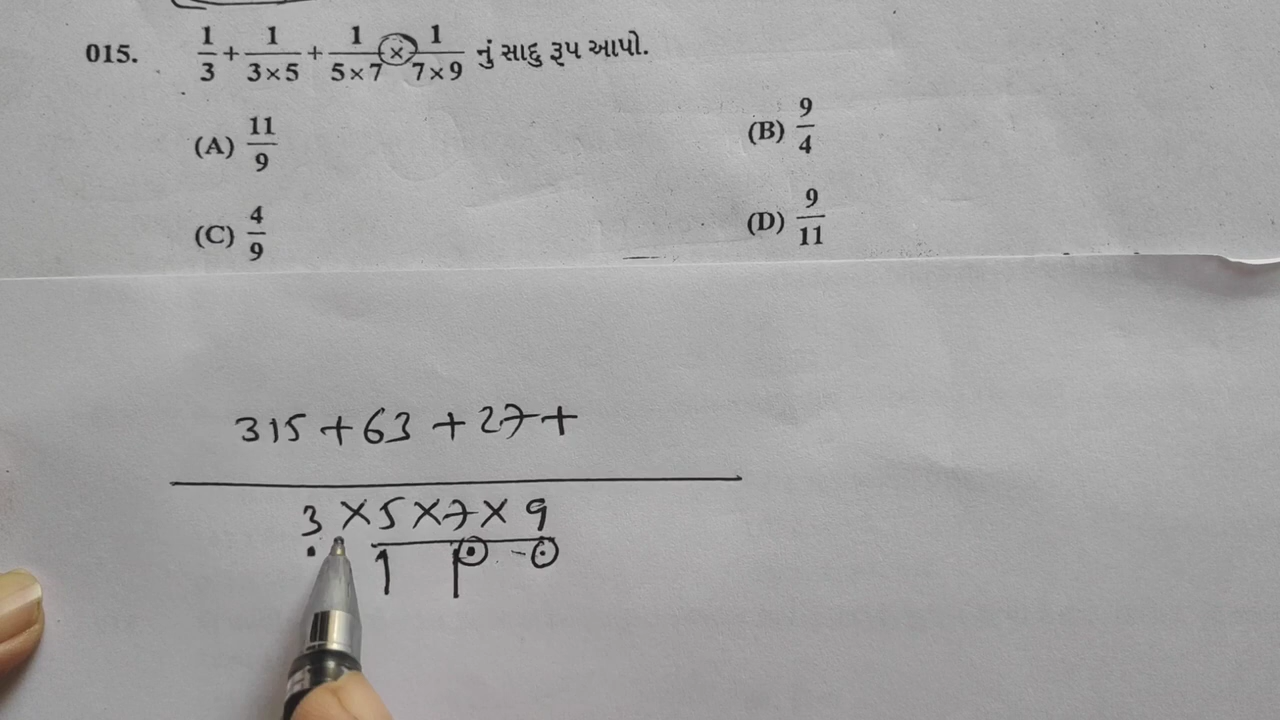 015. 1/3 + 1/3×5 + 1/5×7 × 1/7×9 નું સાદુ રૂપ આપો.
(A) 11/9 (B) 9/4
(C) 4/9 (D) 9/11
315 + 63 + 27 +
3 × 5 × 7 × 9